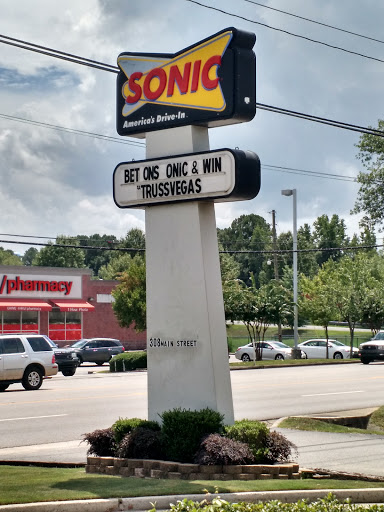 SONIC
America's Drive-In
BET ONS ONIC & WIN
"TRUSSVEGAS
/pharmacy
308 MAIN STREET